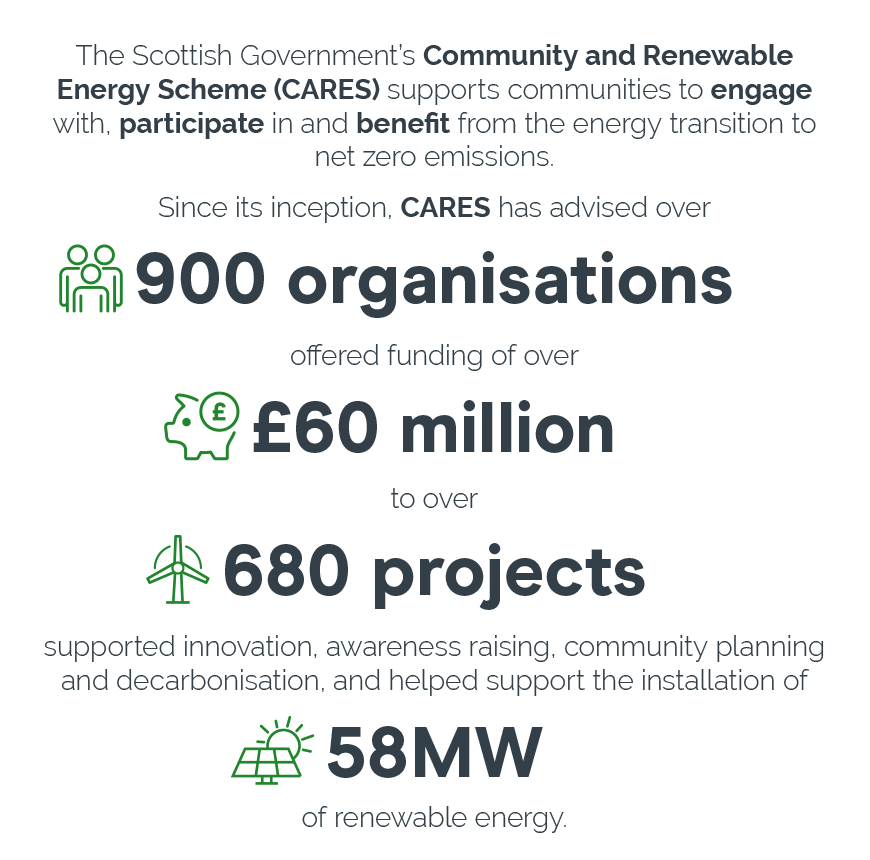 The Scottish Government's Community and Renewable
Energy Scheme (CARES) supports communities to engage
with, participate in and benefit from the energy transition to
net zero emissions.
Since its inception, CARES has advised over
900 organisations
offered funding of over
£
£60 million
to over
680 projects
supported innovation, awareness raising, community planning
and decarbonisation, and helped support the installation of
58MW
of renewable energy.